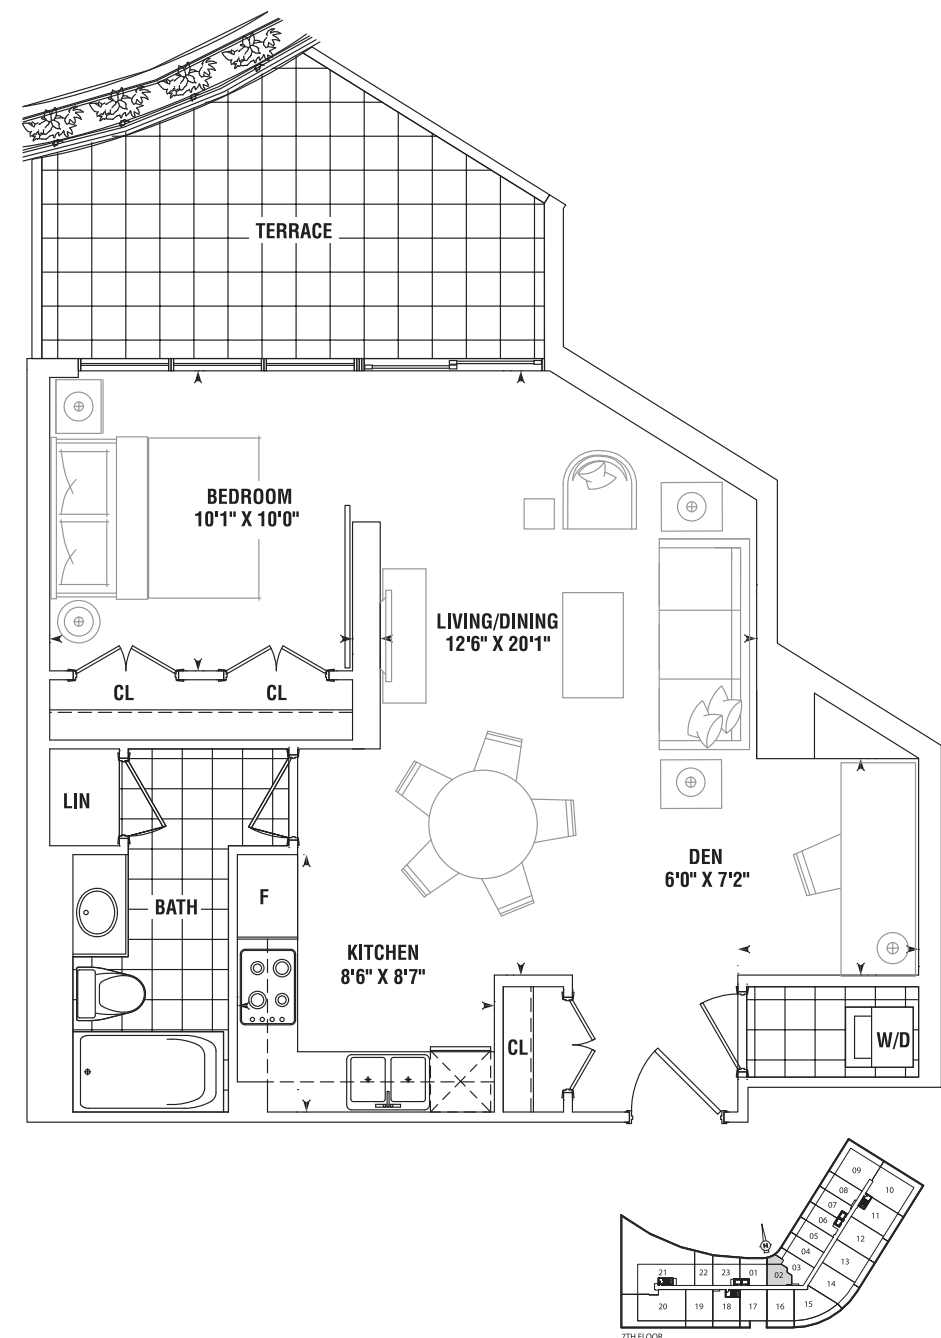 TERRACE
BEDROOM
10'1" X 10'0"
LIVING/DINING
12'6" X 20'1"
CL CL
LIN
DEN
6'0" X 7'2"
F
BATH
KITCHEN
8'6" X 8'7"
CL
W/D
09
08
10
07
06
11
05
12
04
N
03
13
21
22
23
01
02
14
20
19
18
17
16
15
7TH FLOOR